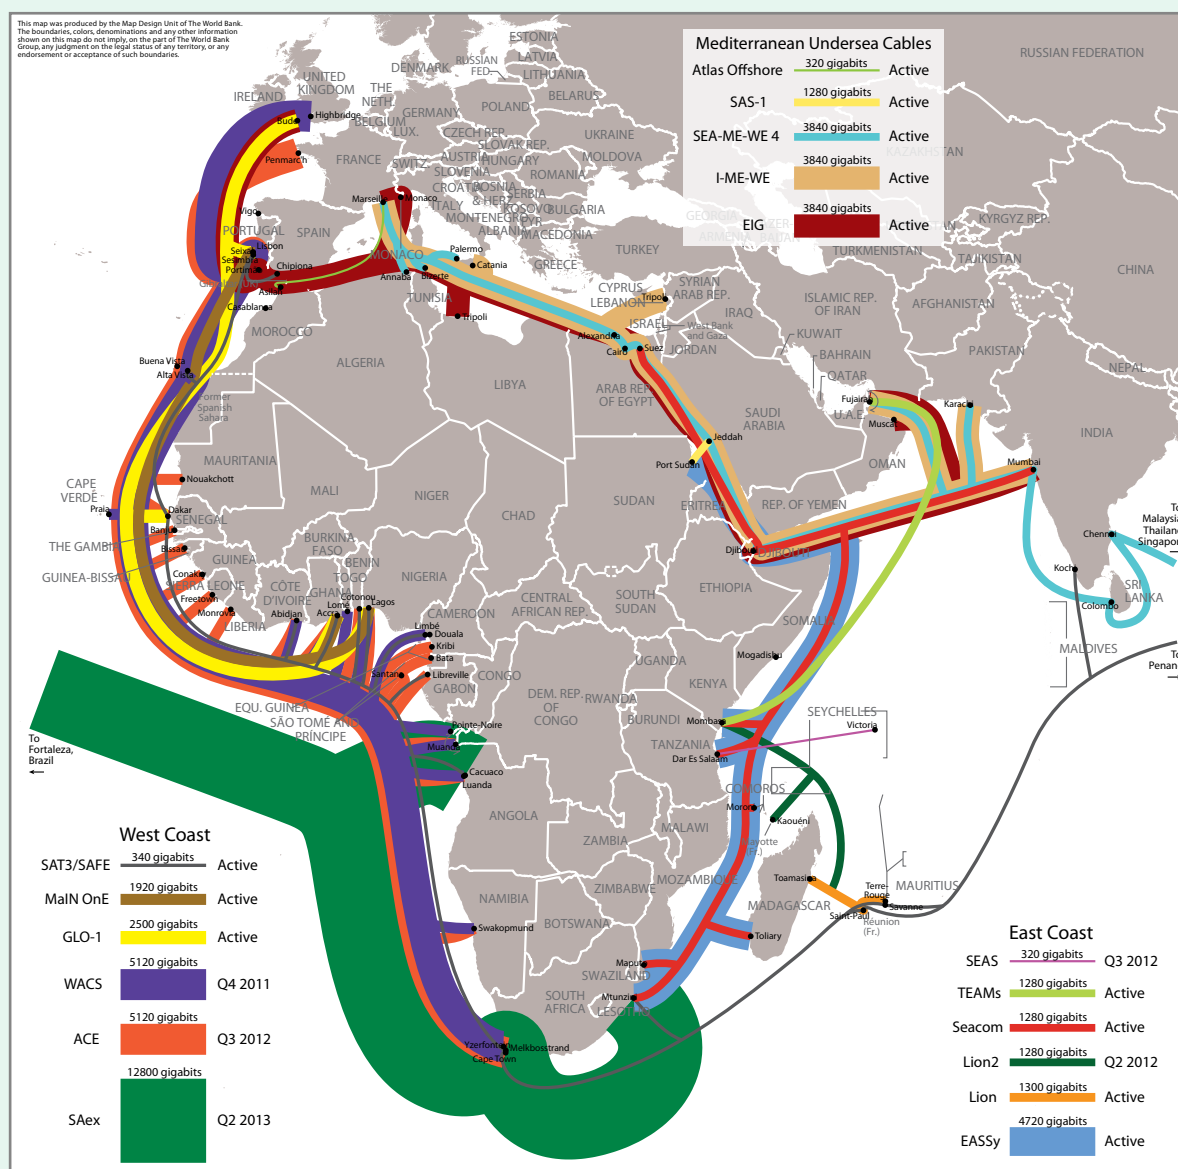 This map was produced by the Map Design Unit of The World Bank.
The boundaries, colors, denominations and any other information
shown on this map do not imply, on the part of The World Bank
Group, any judgment on the legal status of any territory, or any
endorsement or acceptance of such boundaries.
Mediterranean Undersea Cables
Atlas Offshore 320 gigabits Active
SAS-1 1280 gigabits Active
SEA-ME-WE 4 3840 gigabits Active
I-ME-WE 3840 gigabits Active
EIG 3840 gigabits Active
ESTONIA
LATVIA
LITHUANIA
RUSSIAN
FED.
DENMARK
RUSSIAN FEDERATION
UNITED
KINGDOM
IRELAND
THE
NETH.
BELARUS
POLAND
GERMANY
BELGIUM
LUX.
Highbridge
Bude
UKRAINE
CZECH REP.
SLOVAK REP.
MOLDOVA
KAZAKHSTAN
Penmarc'h
FRANCE
SWITZ.
AUSTRIA
HUNGARY
SLOVENIA
ROMANIA
CROATIA
BOSNIA
& HERZ.
SERBIA
Marseille
Monaco
ITALY
KOSOVO
BULGARIA
MONTENEGRO
FYR
MACEDONIA
ALBANIA
GEORGIA
ARMENIA
KYRGYZ REP.
TURKMENISTAN
TAJIKISTAN
Vigo
PORTUGAL
SPAIN
Lisbon
Seixal
Sesimbra
Portimao
Chipiona
Asilah
Casablanca
MONACO
Palermo
Catania
Annaba
Bizerte
GREECE
TURKEY
CHINA
CYPRUS
LEBANON
SYRIAN
ARAB REP.
Tripoli
TUNISIA
Tripoli
ISRAEL
West Bank
and Gaza
JORDAN
IRAQ
ISLAMIC REP.
OF IRAN
AFGHANISTAN
Alexandria
Cairo
Suez
KUWAIT
BAHRAIN
QATAR
PAKISTAN
NEPAL
MOROCCO
ALGERIA
LIBYA
ARAB REP.
OF EGYPT
SAUDI
ARABIA
U.A.E.
Fujairah
Muscat
Karachi
INDIA
Buena Vista
Alta Vista
Former
Spanish
Sahara
Jeddah
Port Sudan
OMAN
Mumbai
MAURITANIA
Nouakchott
MALI
NIGER
CHAD
SUDAN
ERITREA
REP. OF YEMEN
CAPE
VERDE
Praia
Dakar
SENEGAL
Banjul
THE GAMBIA
Bissau
GUINEA-BISSAU
GUINEA
Conakry
SIERRA LEONE
Freetown
Monrovia
LIBERIA
CÔTE
D'IVOIRE
Abidjan
BURKINA
FASO
BENIN
TOGO
GHANA
Accra
Lomé
Cotonou
Lagos
NIGERIA
CAMEROON
Limbé
Douala
Kribi
Bata
Libreville
GABON
Santana
EQU. GUINEA
SÃO TOMÉ AND
PRÍNCIPE
CENTRAL
AFRICAN REP.
SOUTH
SUDAN
Djibouti
DJIBOUTI
ETHIOPIA
SOMALIA
Chennai
To
Malaysia
Thailand
Singapore
Kochi
Colombo
SRI
LANKA
MALDIVES
To
Penang
CONGO
DEM. REP.
OF
CONGO
UGANDA
RWANDA
BURUNDI
KENYA
Mogadishu
Mombasa
TANZANIA
Dar Es Salaam
SEYCHELLES
Victoria
Pointe-Noire
Muanda
Cacuaco
Luanda
To
Fortaleza,
Brazil
ANGOLA
ZAMBIA
MALAWI
COMOROS
Moroni
Kaouéni
Mayotte
(Fr.)
MOZAMBIQUE
ZIMBABWE
Toamasina
MADAGASCAR
Toliary
Terre-
Rouge
MAURITIUS
Savanne
Saint-Paul
Réunion
(Fr.)
NAMIBIA
BOTSWANA
Swakopmund
Maputo
SWAZILAND
SOUTH
AFRICA
Mtunzini
LESOTHO
Yzerfontein
Melkbosstrand
Cape Town
West Coast
SAT3/SAFE 340 gigabits Active
MaIN OnE 1920 gigabits Active
GLO-1 2500 gigabits Active
WACS 5120 gigabits Q4 2011
ACE 5120 gigabits Q3 2012
SAex 12800 gigabits Q2 2013
East Coast
SEAS 320 gigabits Q3 2012
TEAMs 1280 gigabits Active
Seacom 1280 gigabits Active
Lion2 1280 gigabits Q2 2012
Lion 1300 gigabits Active
EASSy 4720 gigabits Active